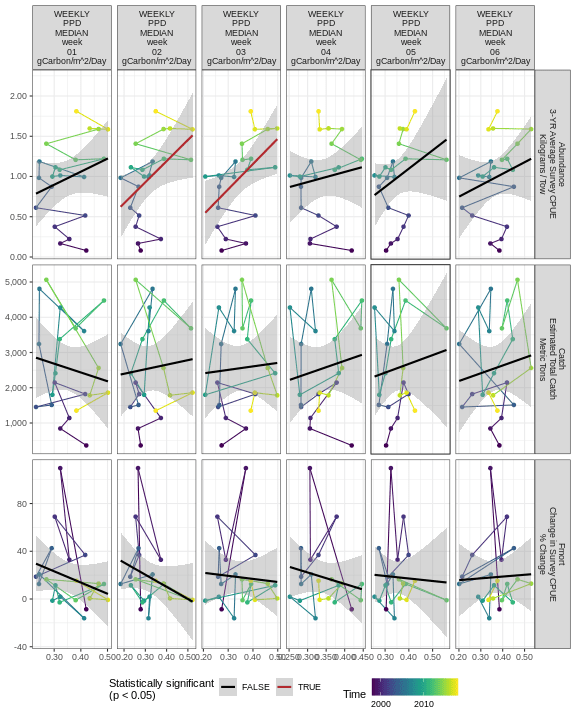 WEEKLY
PPD
MEDIAN
week
01
gCarbon/m^2/Day
WEEKLY
PPD
MEDIAN
week
02
gCarbon/m^2/Day
WEEKLY
PPD
MEDIAN
week
03
gCarbon/m^2/Day
WEEKLY
PPD
MEDIAN
week
04
gCarbon/m^2/Day
WEEKLY
PPD
MEDIAN
week
05
gCarbon/m^2/Day
WEEKLY
PPD
MEDIAN
week
06
gCarbon/m^2/Day
2.00
1.50
1.00
0.50
0.00
Abundance
3-YR Average Survey CPUE
Kilograms / Tow
5,000
4,000
3,000
2,000
1,000
Catch
Estimated Total Catch
Metric Tons
80
40
0
-40
Fmort
Change in Survey CPUE
% Change
0.30 0.40 0.50
0.20 0.30 0.40 0.50
0.20 0.30 0.40 0.50
0.250 0.300 0.350 0.400 0.450
0.30 0.40 0.50
0.20 0.30 0.40 0.50
Statistically significant
(p < 0.05)
FALSE
TRUE
Time
2000 2010